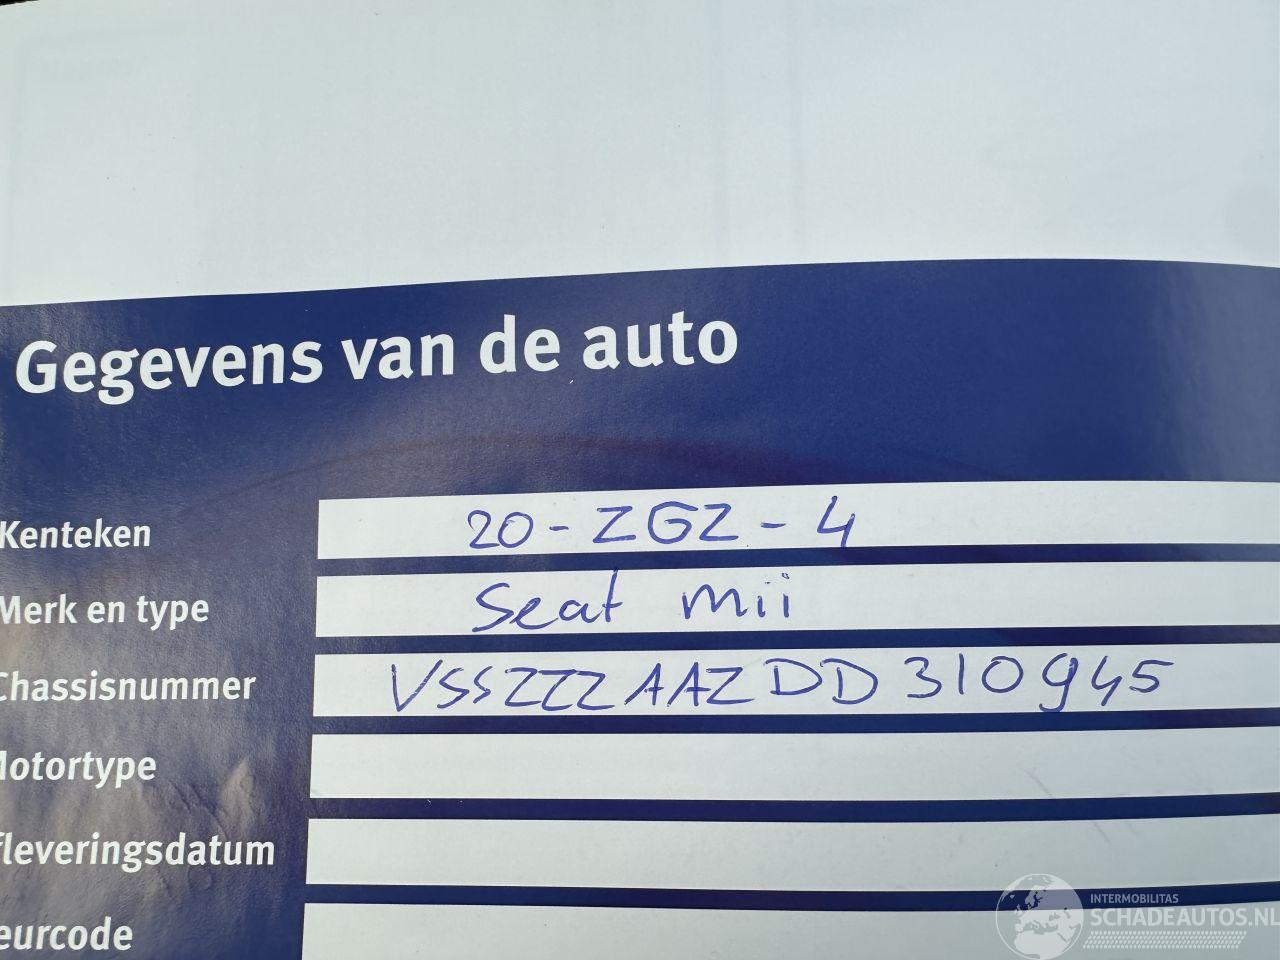 Gegevens van de auto
Kenteken 20-ZGZ-4
Merk en type Seat mii
Chassisnummer VSSZZZAAZDD310945
Motortype
fleveringsdatum
eurcode
INTERMOBILITAS
SCHADEAUTOS.NL